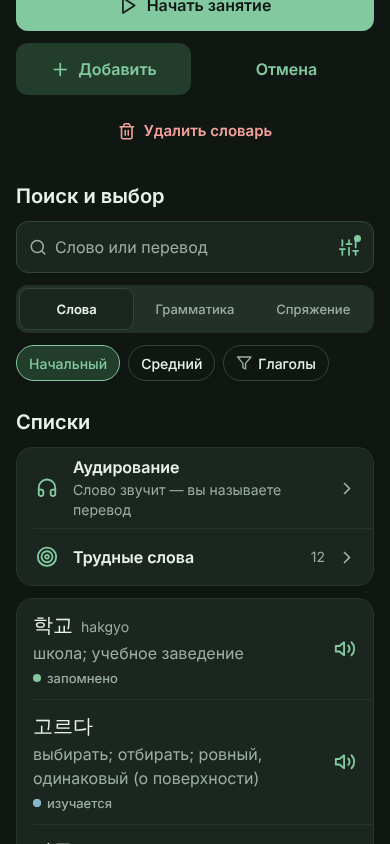 Начать занятие
Добавить
Отмена
Удалить словарь
Поиск и выбор
Слово или перевод
Слова
Грамматика
Спряжение
Начальный
Средний
Глаголы
Списки
Аудирование
Слово звучит — вы называете
перевод
Трудные слова
12
학교 hakgyo
школа; учебное заведение
запомнено
고르다
выбирать; отбирать; ровный,
одинаковый (о поверхности)
изучается